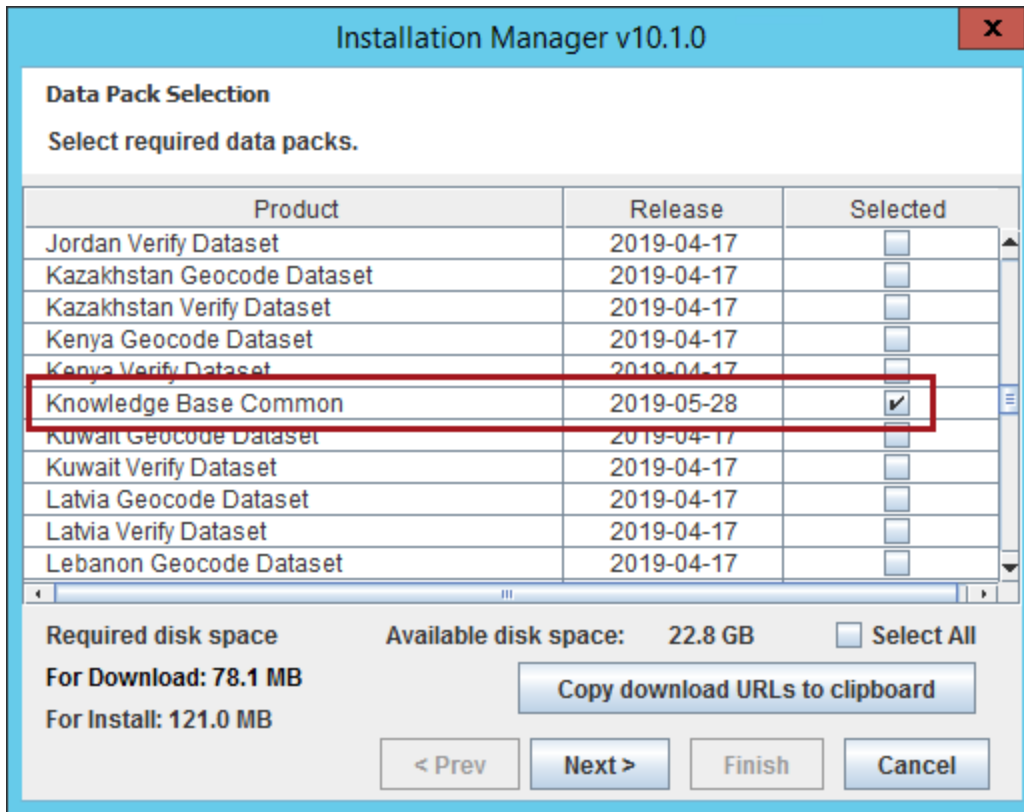 Installation Manager v10.1.0
x
Data Pack Selection
Select required data packs.
Product Release Selected
Jordan Verify Dataset 2019-04-17
Kazakhstan Geocode Dataset 2019-04-17
Kazakhstan Verify Dataset 2019-04-17
Kenya Geocode Dataset 2019-04-17
Kenya Verify Dataset 2019-04-17
Knowledge Base Common 2019-05-28
Kuwait Geocode Dataset 2019-04-17
Kuwait Verify Dataset 2019-04-17
Latvia Geocode Dataset 2019-04-17
Latvia Verify Dataset 2019-04-17
Lebanon Geocode Dataset 2019-04-17
Required disk space Available disk space: 22.8 GB Select All
For Download: 78.1 MB
Copy download URLs to clipboard
For Install: 121.0 MB
< Prev Next > Finish Cancel